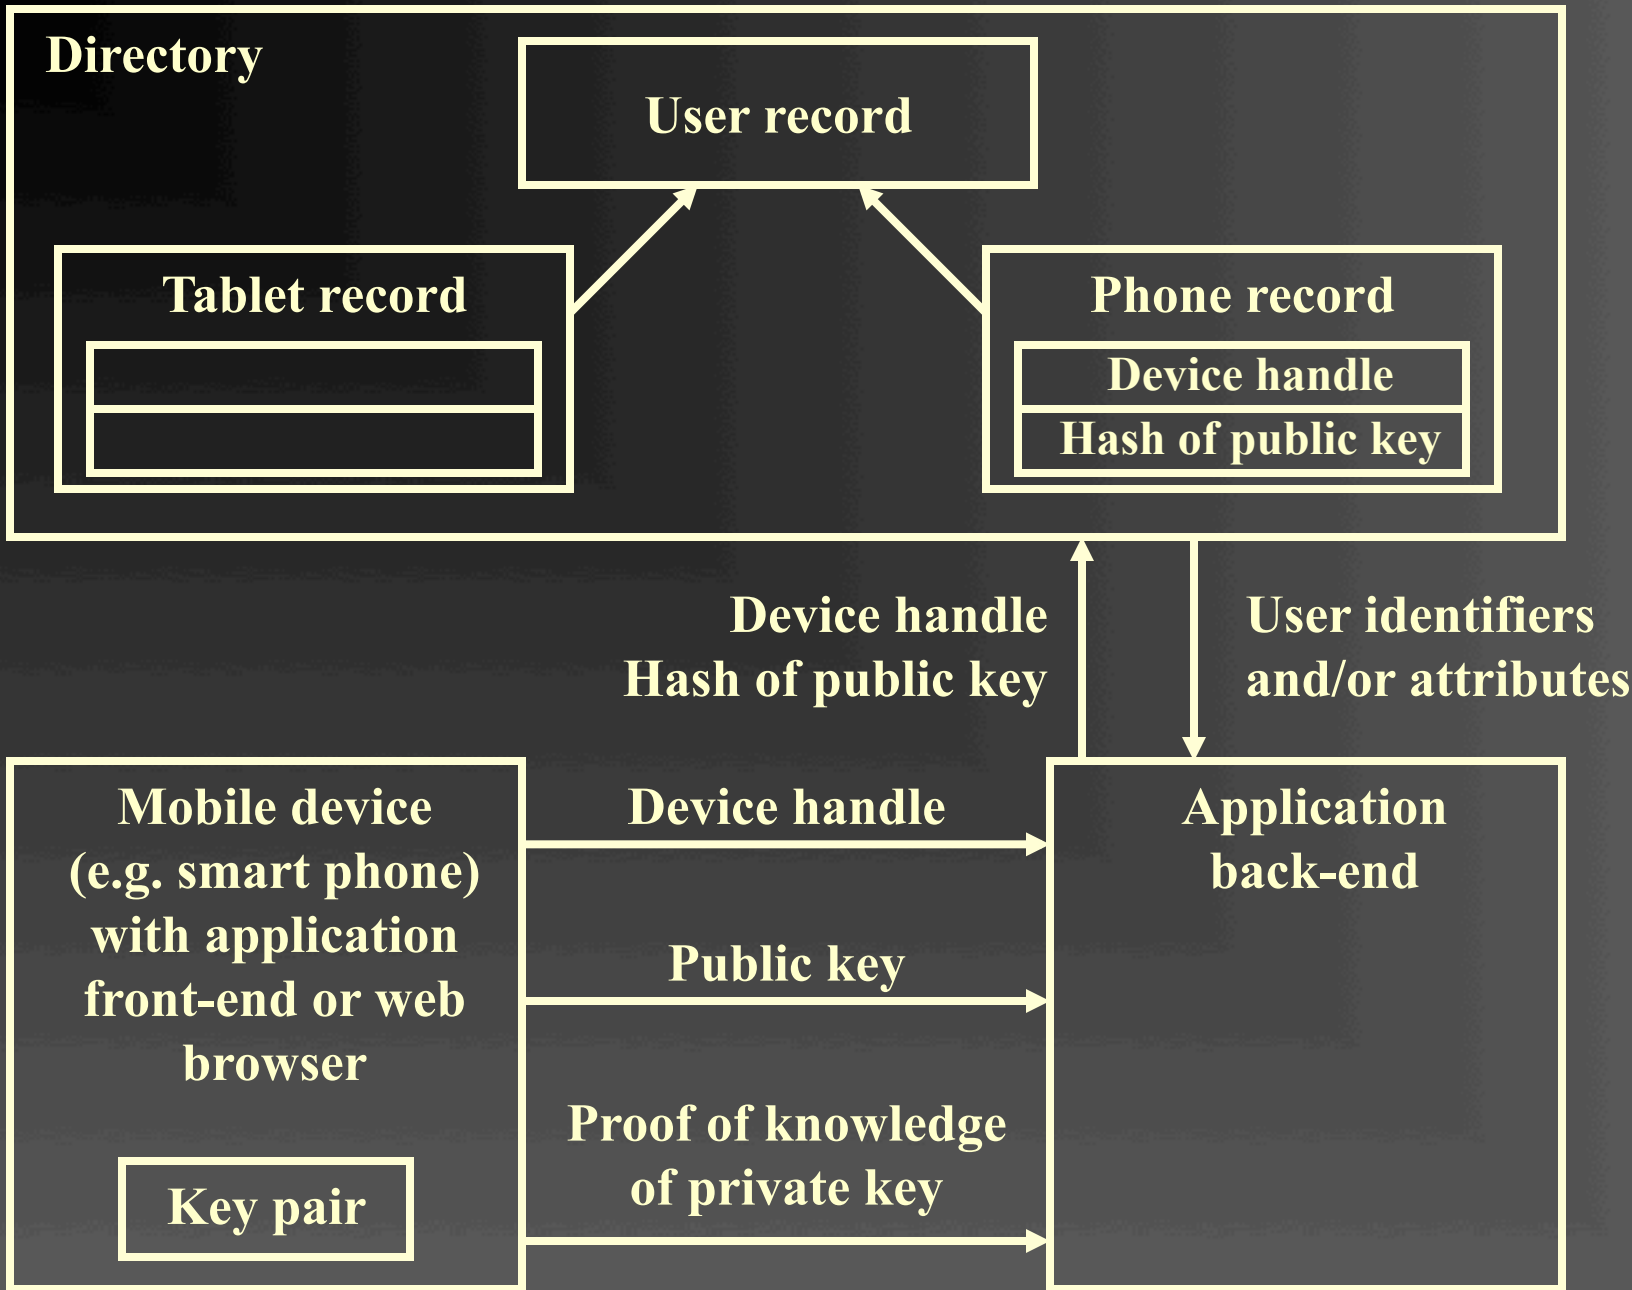 Directory
User record
Tablet record
Phone record
Device handle
Hash of public key
Device handle
Hash of public key
User identifiers
and/or attributes
Mobile device
(e.g. smart phone)
with application
front-end or web
browser
Key pair
Device handle
Public key
Proof of knowledge
of private key
Application
back-end